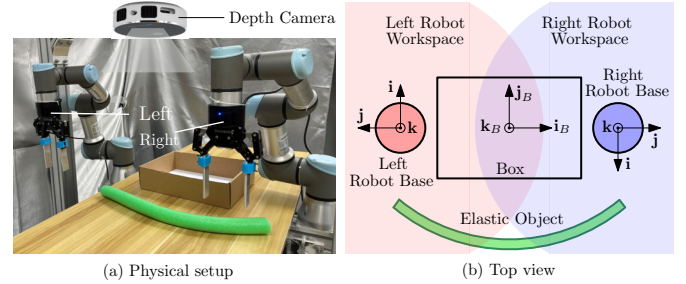 Depth Camera
Left
Right
(a) Physical setup
Left Robot
Workspace
Right Robot
Workspace
Right
Robot Base
i
j
k
Left
Robot Base
j_B
k_B
i_B
Box
k
j
i
Elastic Object
(b) Top view